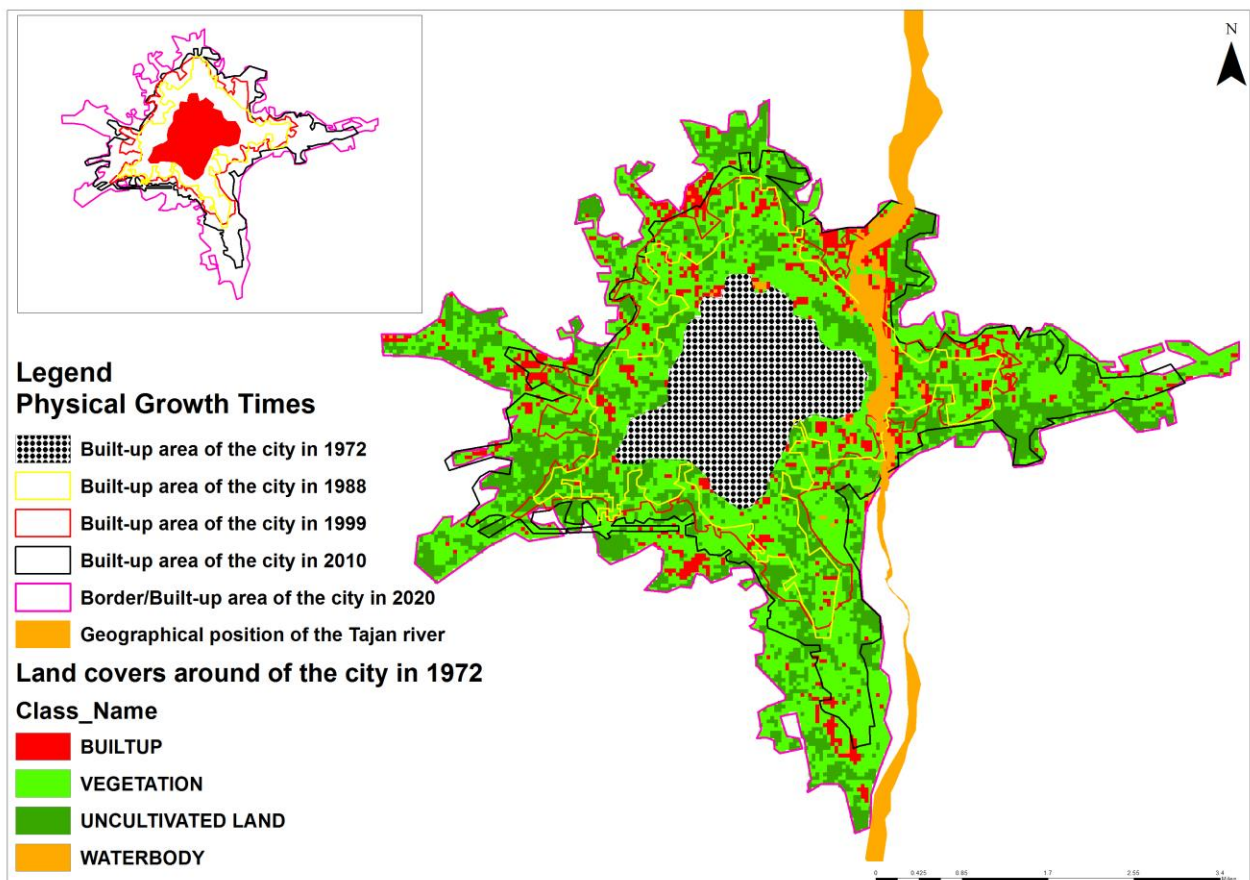 N
Legend
Physical Growth Times
Built-up area of the city in 1972
Built-up area of the city in 1988
Built-up area of the city in 1999
Built-up area of the city in 2010
Border/Built-up area of the city in 2020
Geographical position of the Tajan river
Land covers around of the city in 1972
Class_Name
BUILTUP
VEGETATION
UNCULTIVATED LAND
WATERBODY
0 0.425 0.85 1.7 2.55 3.4